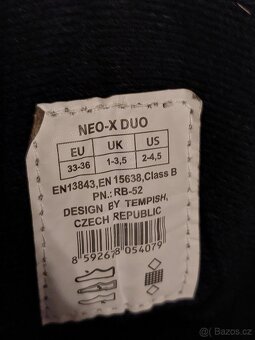 NEO-X DUO
EU UK US
33-36 1-3,5 2-4,5
EN13843,EN 15638,Class B
PN.: RB-52
DESIGN BY TEMPISH,
CZECH REPUBLIC
8 592678 054079
Bazoš.cz